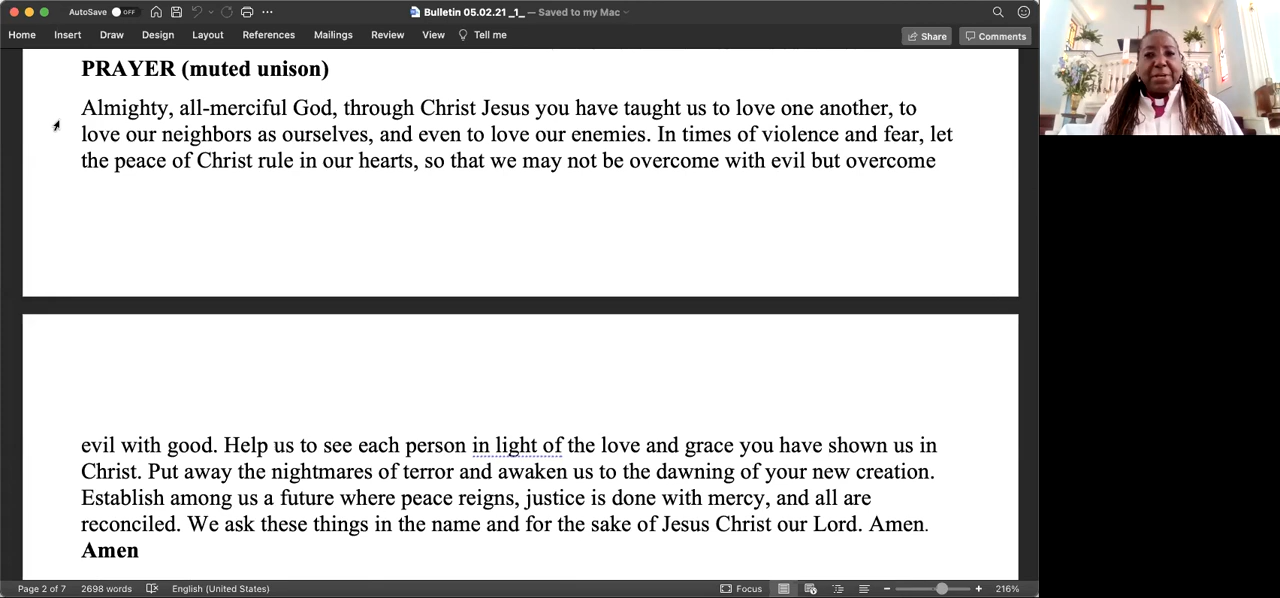 AutoSave OFF
Bulletin 05.02.21 _1_ — Saved to my Mac
Home Insert Draw Design Layout References Mailings Review View Tell me Share Comments
PRAYER (muted unison)
Almighty, all-merciful God, through Christ Jesus you have taught us to love one another, to
love our neighbors as ourselves, and even to love our enemies. In times of violence and fear, let
the peace of Christ rule in our hearts, so that we may not be overcome with evil but overcome
evil with good. Help us to see each person in light of the love and grace you have shown us in
Christ. Put away the nightmares of terror and awaken us to the dawning of your new creation.
Establish among us a future where peace reigns, justice is done with mercy, and all are
reconciled. We ask these things in the name and for the sake of Jesus Christ our Lord. Amen.
Amen
Page 2 of 7 2698 words English (United States) Focus 216%